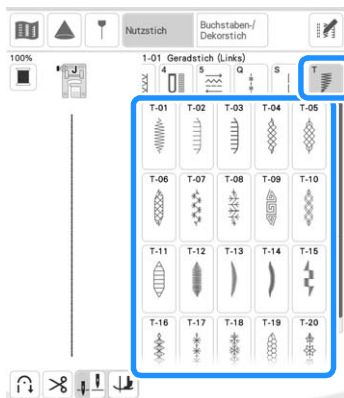 Nutzstich
Buchstaben-/
Dekorstich
100%
1-01 Geradstich (Links)
J
4 5 Q S T
T-01 T-02 T-03 T-04 T-05
T-06 T-07 T-08 T-09 T-10
T-11 T-12 T-13 T-14 T-15
T-16 T-17 T-18 T-19 T-20